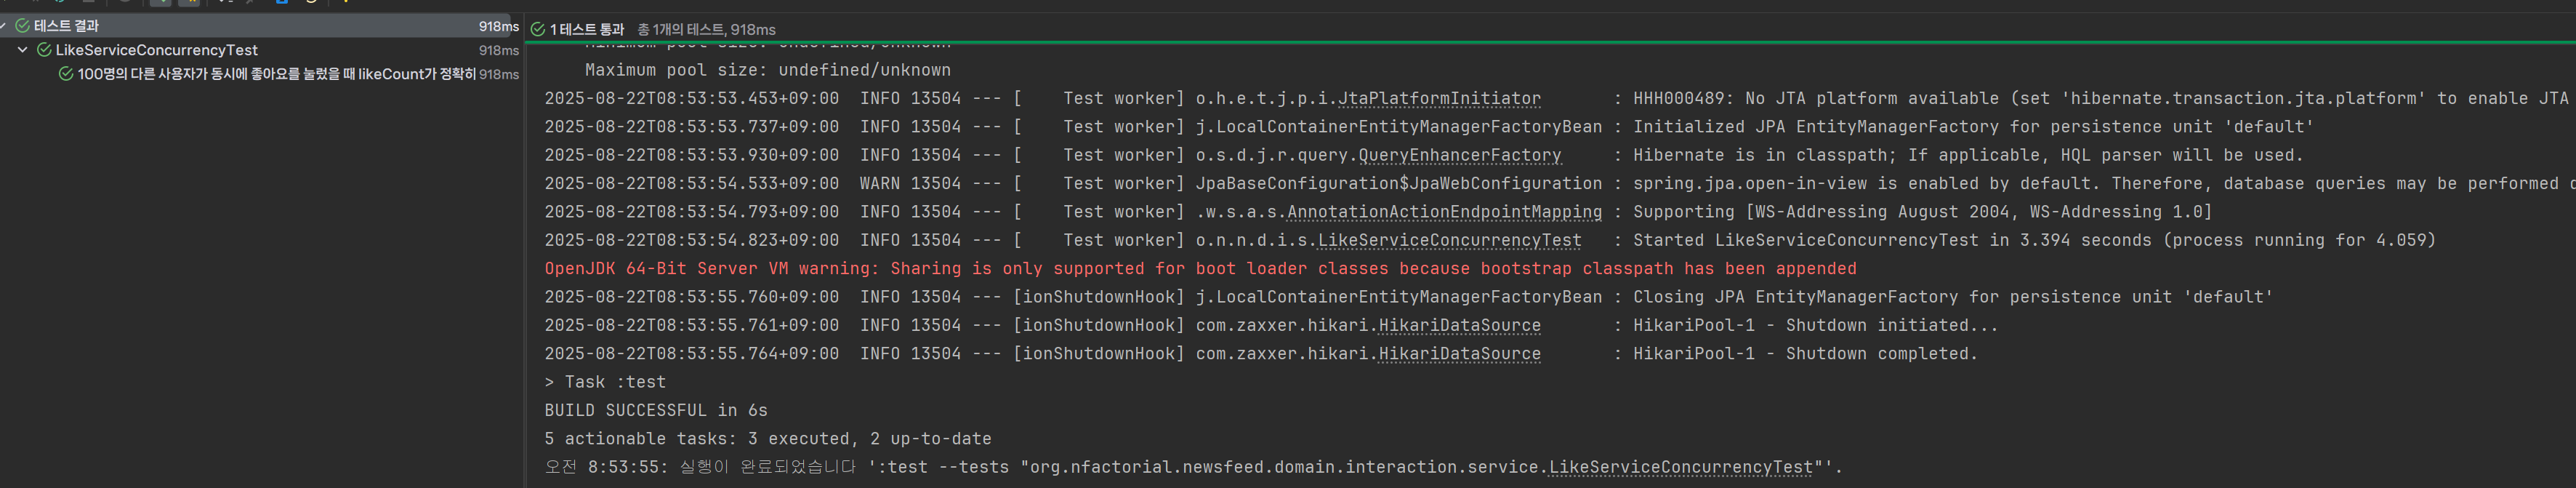 테스트 결과 918ms
LikeServiceConcurrencyTest 918ms
100명의 다른 사용자가 동시에 좋아요를 눌렀을 때 likeCount가 정확히 918ms
1 테스트 통과 총 1개의 테스트, 918ms
Minimum pool size: undefined/unknown
Maximum pool size: undefined/unknown
2025-08-22T08:53:53.453+09:00  INFO 13504 --- [    Test worker] o.h.e.t.j.p.i.JtaPlatformInitiator       : HHH000489: No JTA platform available (set 'hibernate.transaction.jta.platform' to enable JTA
2025-08-22T08:53:53.737+09:00  INFO 13504 --- [    Test worker] j.LocalContainerEntityManagerFactoryBean : Initialized JPA EntityManagerFactory for persistence unit 'default'
2025-08-22T08:53:53.930+09:00  INFO 13504 --- [    Test worker] o.s.d.j.r.query.QueryEnhancerFactory     : Hibernate is in classpath; If applicable, HQL parser will be used.
2025-08-22T08:53:54.533+09:00  WARN 13504 --- [    Test worker] JpaBaseConfiguration$JpaWebConfiguration : spring.jpa.open-in-view is enabled by default. Therefore, database queries may be performed
2025-08-22T08:53:54.793+09:00  INFO 13504 --- [    Test worker] .w.s.a.s.AnnotationActionEndpointMapping : Supporting [WS-Addressing August 2004, WS-Addressing 1.0]
2025-08-22T08:53:54.823+09:00  INFO 13504 --- [    Test worker] o.n.n.d.i.s.LikeServiceConcurrencyTest   : Started LikeServiceConcurrencyTest in 3.394 seconds (process running for 4.059)
OpenJDK 64-Bit Server VM warning: Sharing is only supported for boot loader classes because bootstrap classpath has been appended
2025-08-22T08:53:55.760+09:00  INFO 13504 --- [ionShutdownHook] j.LocalContainerEntityManagerFactoryBean : Closing JPA EntityManagerFactory for persistence unit 'default'
2025-08-22T08:53:55.761+09:00  INFO 13504 --- [ionShutdownHook] com.zaxxer.hikari.HikariDataSource       : HikariPool-1 - Shutdown initiated...
2025-08-22T08:53:55.764+09:00  INFO 13504 --- [ionShutdownHook] com.zaxxer.hikari.HikariDataSource       : HikariPool-1 - Shutdown completed.
> Task :test
BUILD SUCCESSFUL in 6s
5 actionable tasks: 3 executed, 2 up-to-date
오전 8:53:55: 실행이 완료되었습니다 ':test --tests "org.nfactorial.newsfeed.domain.interaction.service.LikeServiceConcurrencyTest"'.